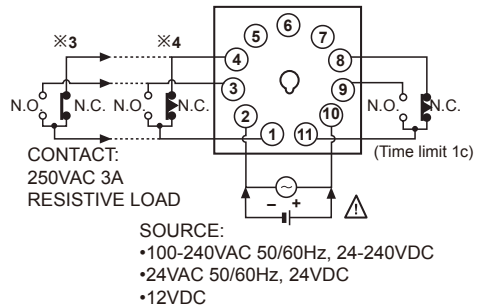 ※3
※4
5
6
7
4
8
3
9
2
10
1
11
N.O.
N.C.
N.O.
N.C.
N.O.
N.C.
(Time limit 1c)
CONTACT:
250VAC 3A
RESISTIVE LOAD
~
– +
⚠
SOURCE:
•100-240VAC 50/60Hz, 24-240VDC
•24VAC 50/60Hz, 24VDC
•12VDC